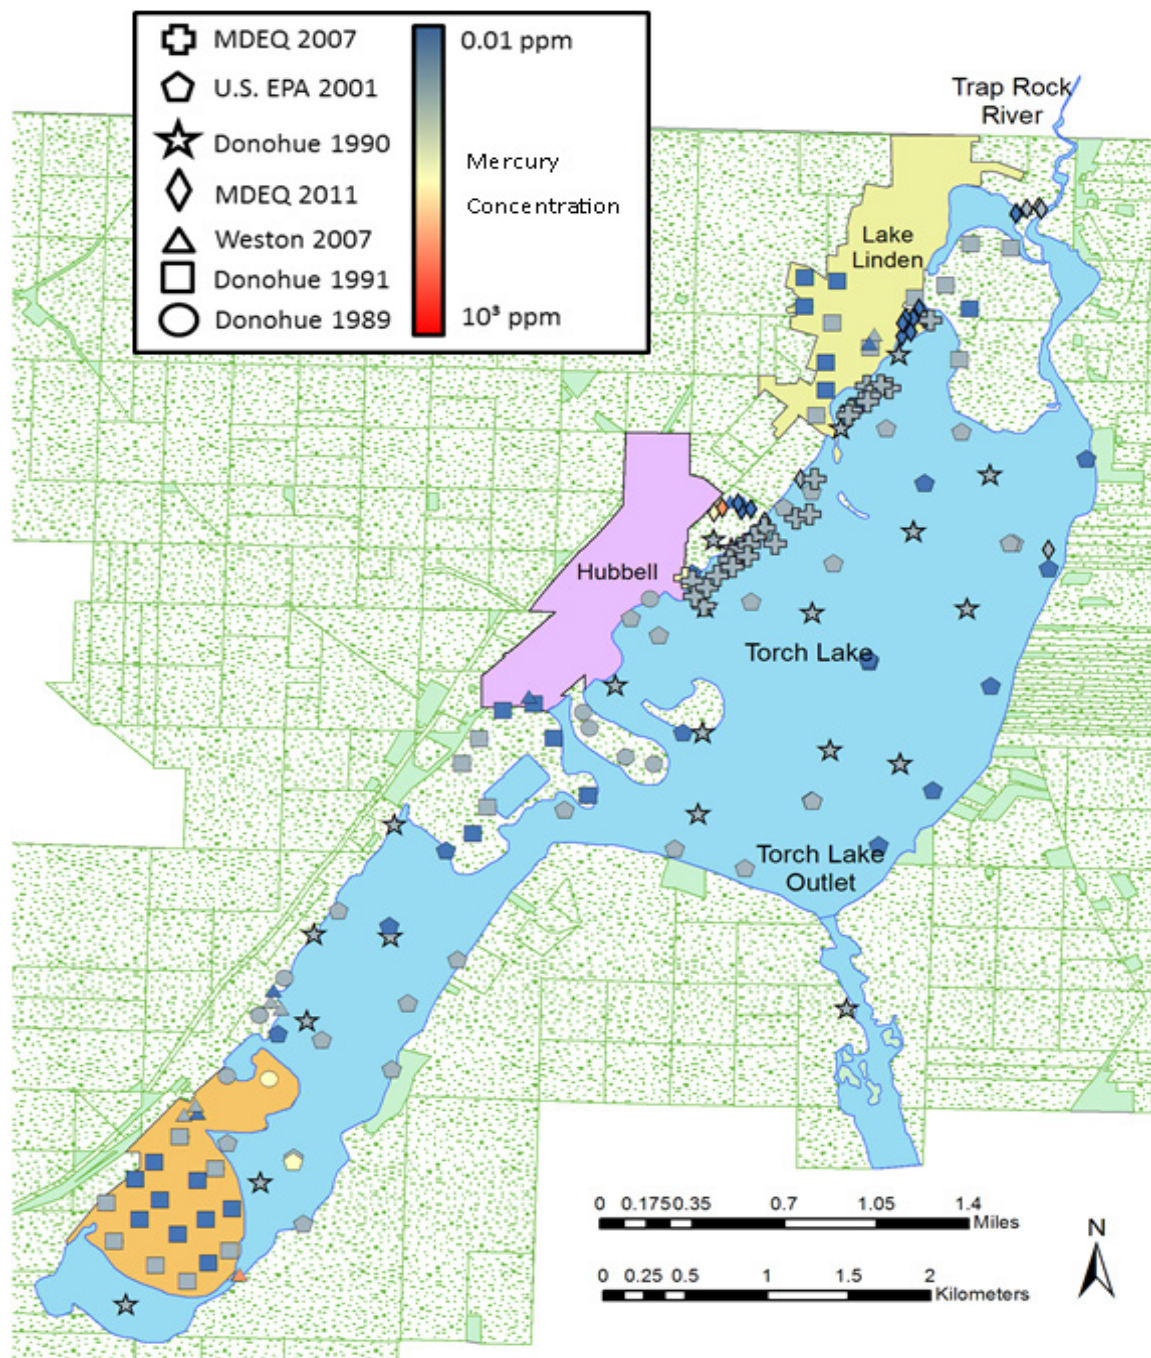 MDEQ 2007
U.S. EPA 2001
Donohue 1990
MDEQ 2011
Weston 2007
Donohue 1991
Donohue 1989
0.01 ppm
Mercury
Concentration
10³ ppm
Trap Rock
River
Lake
Linden
Hubbell
Torch Lake
Torch Lake
Outlet
0 0.175 0.35 0.7 1.05 1.4
Miles
0 0.25 0.5 1 1.5 2
Kilometers
N